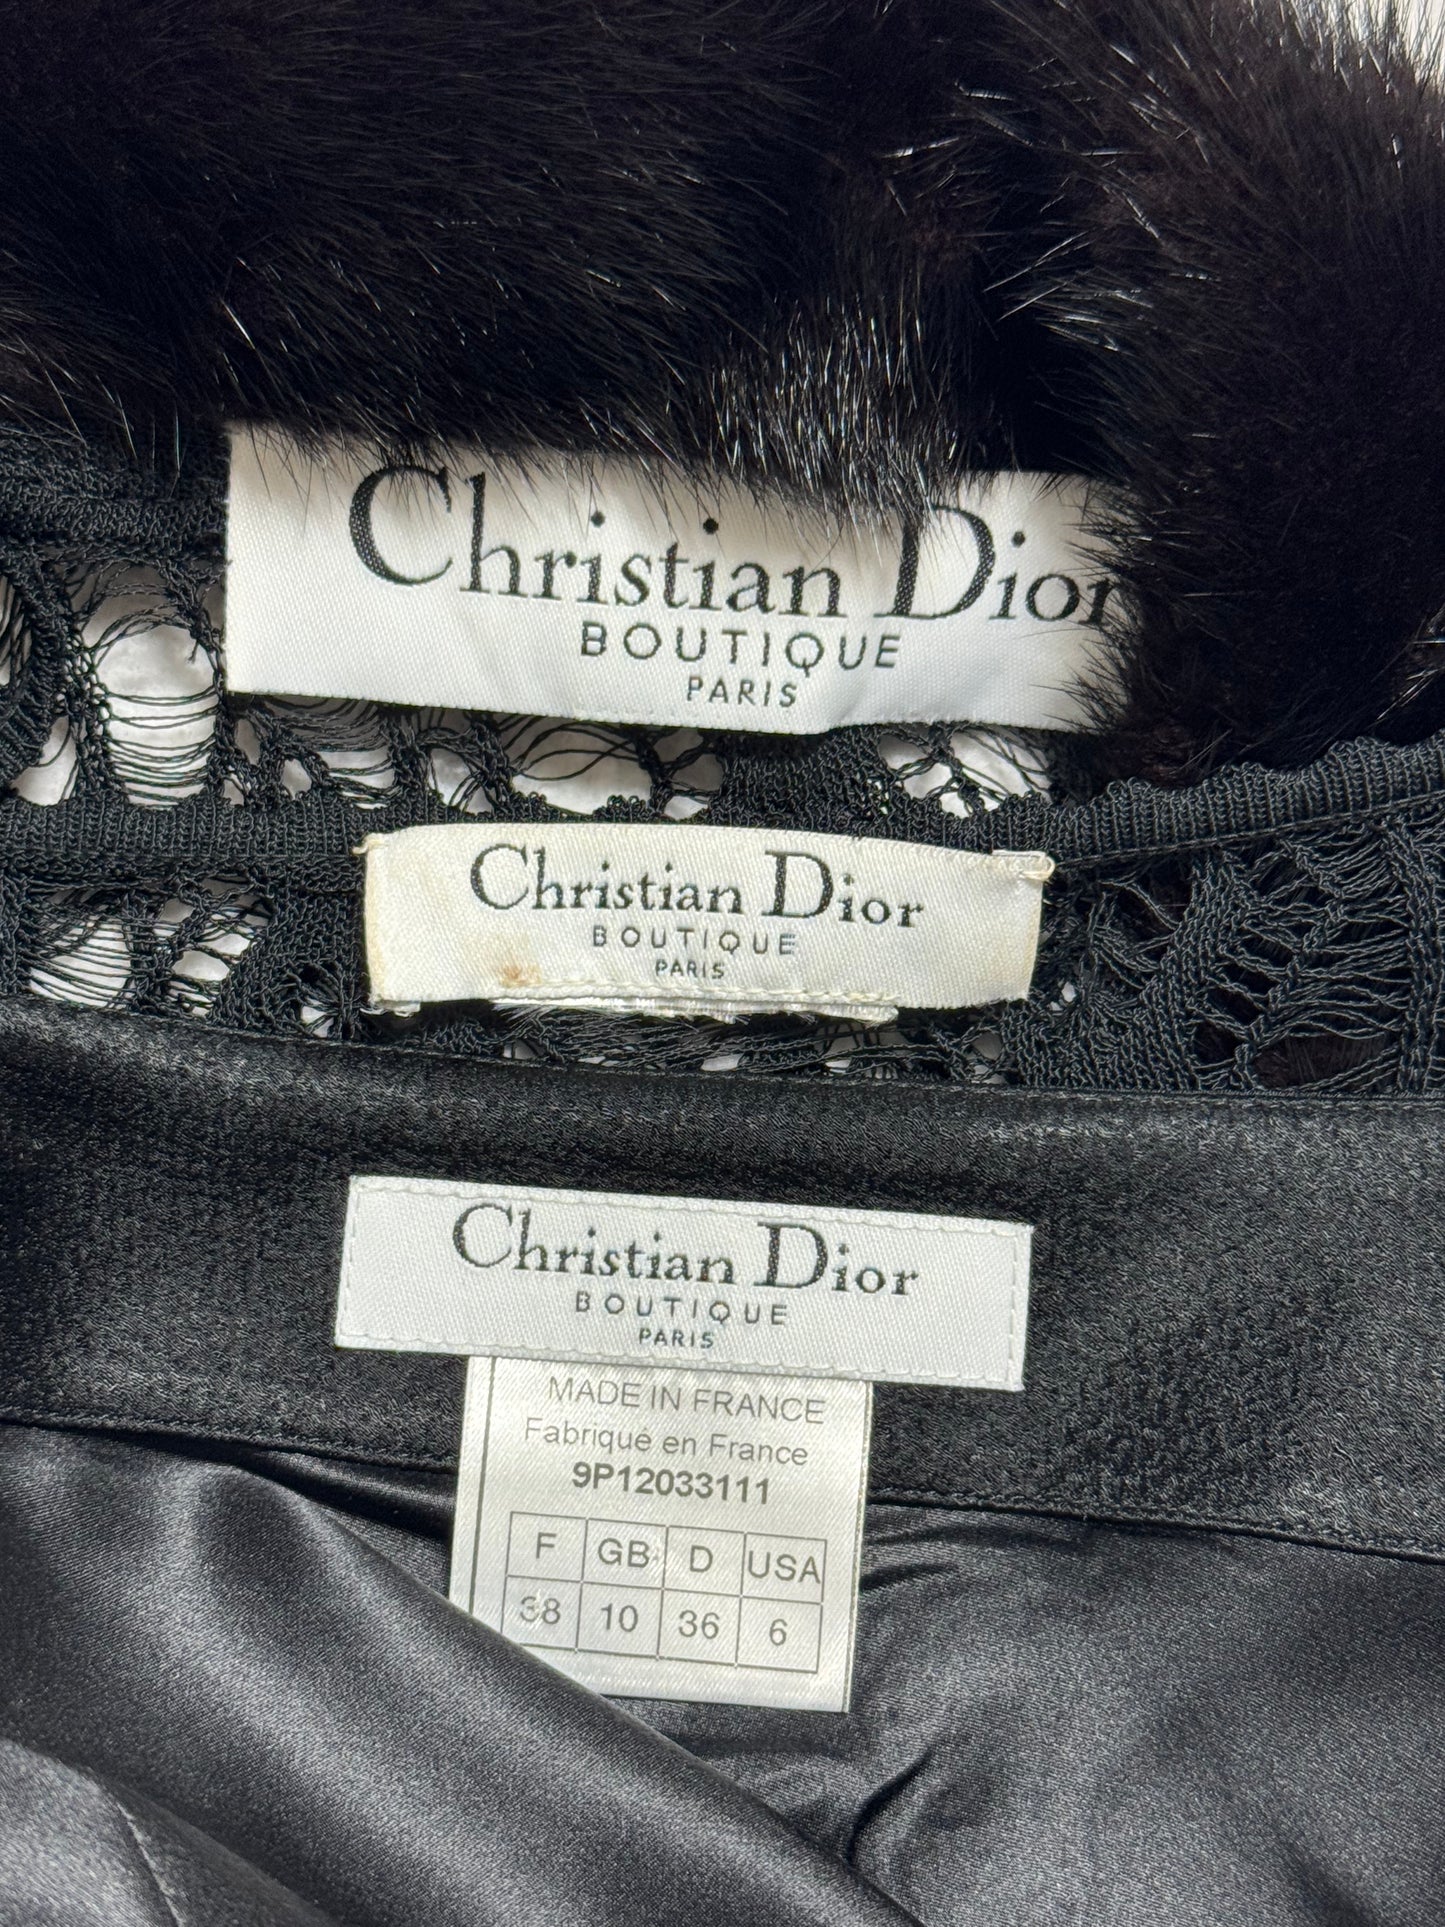 Christian Dior
BOUTIQUE
PARIS
Christian Dior
BOUTIQUE
PARIS
Christian Dior
BOUTIQUE
PARIS
MADE IN FRANCE
Fabriqué en France
9P12033111
F GB D USA
38 10 36 6